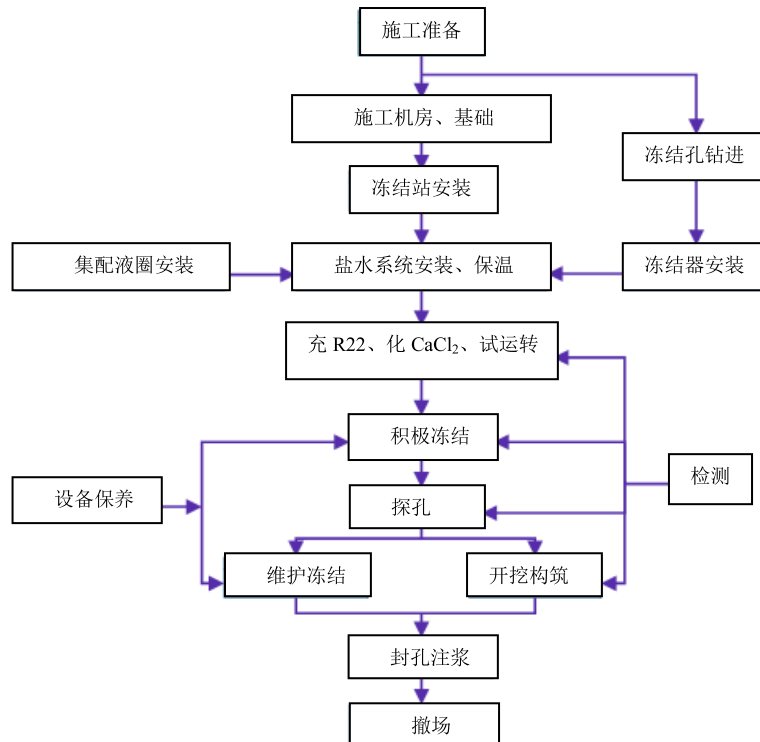 施工准备
施工机房、基础
冻结孔钻进
冻结站安装
集配液圈安装
盐水系统安装、保温
冻结器安装
充 R22、化 CaCl₂、试运转
积极冻结
检测
设备保养
探孔
维护冻结
开挖构筑
封孔注浆
撤场